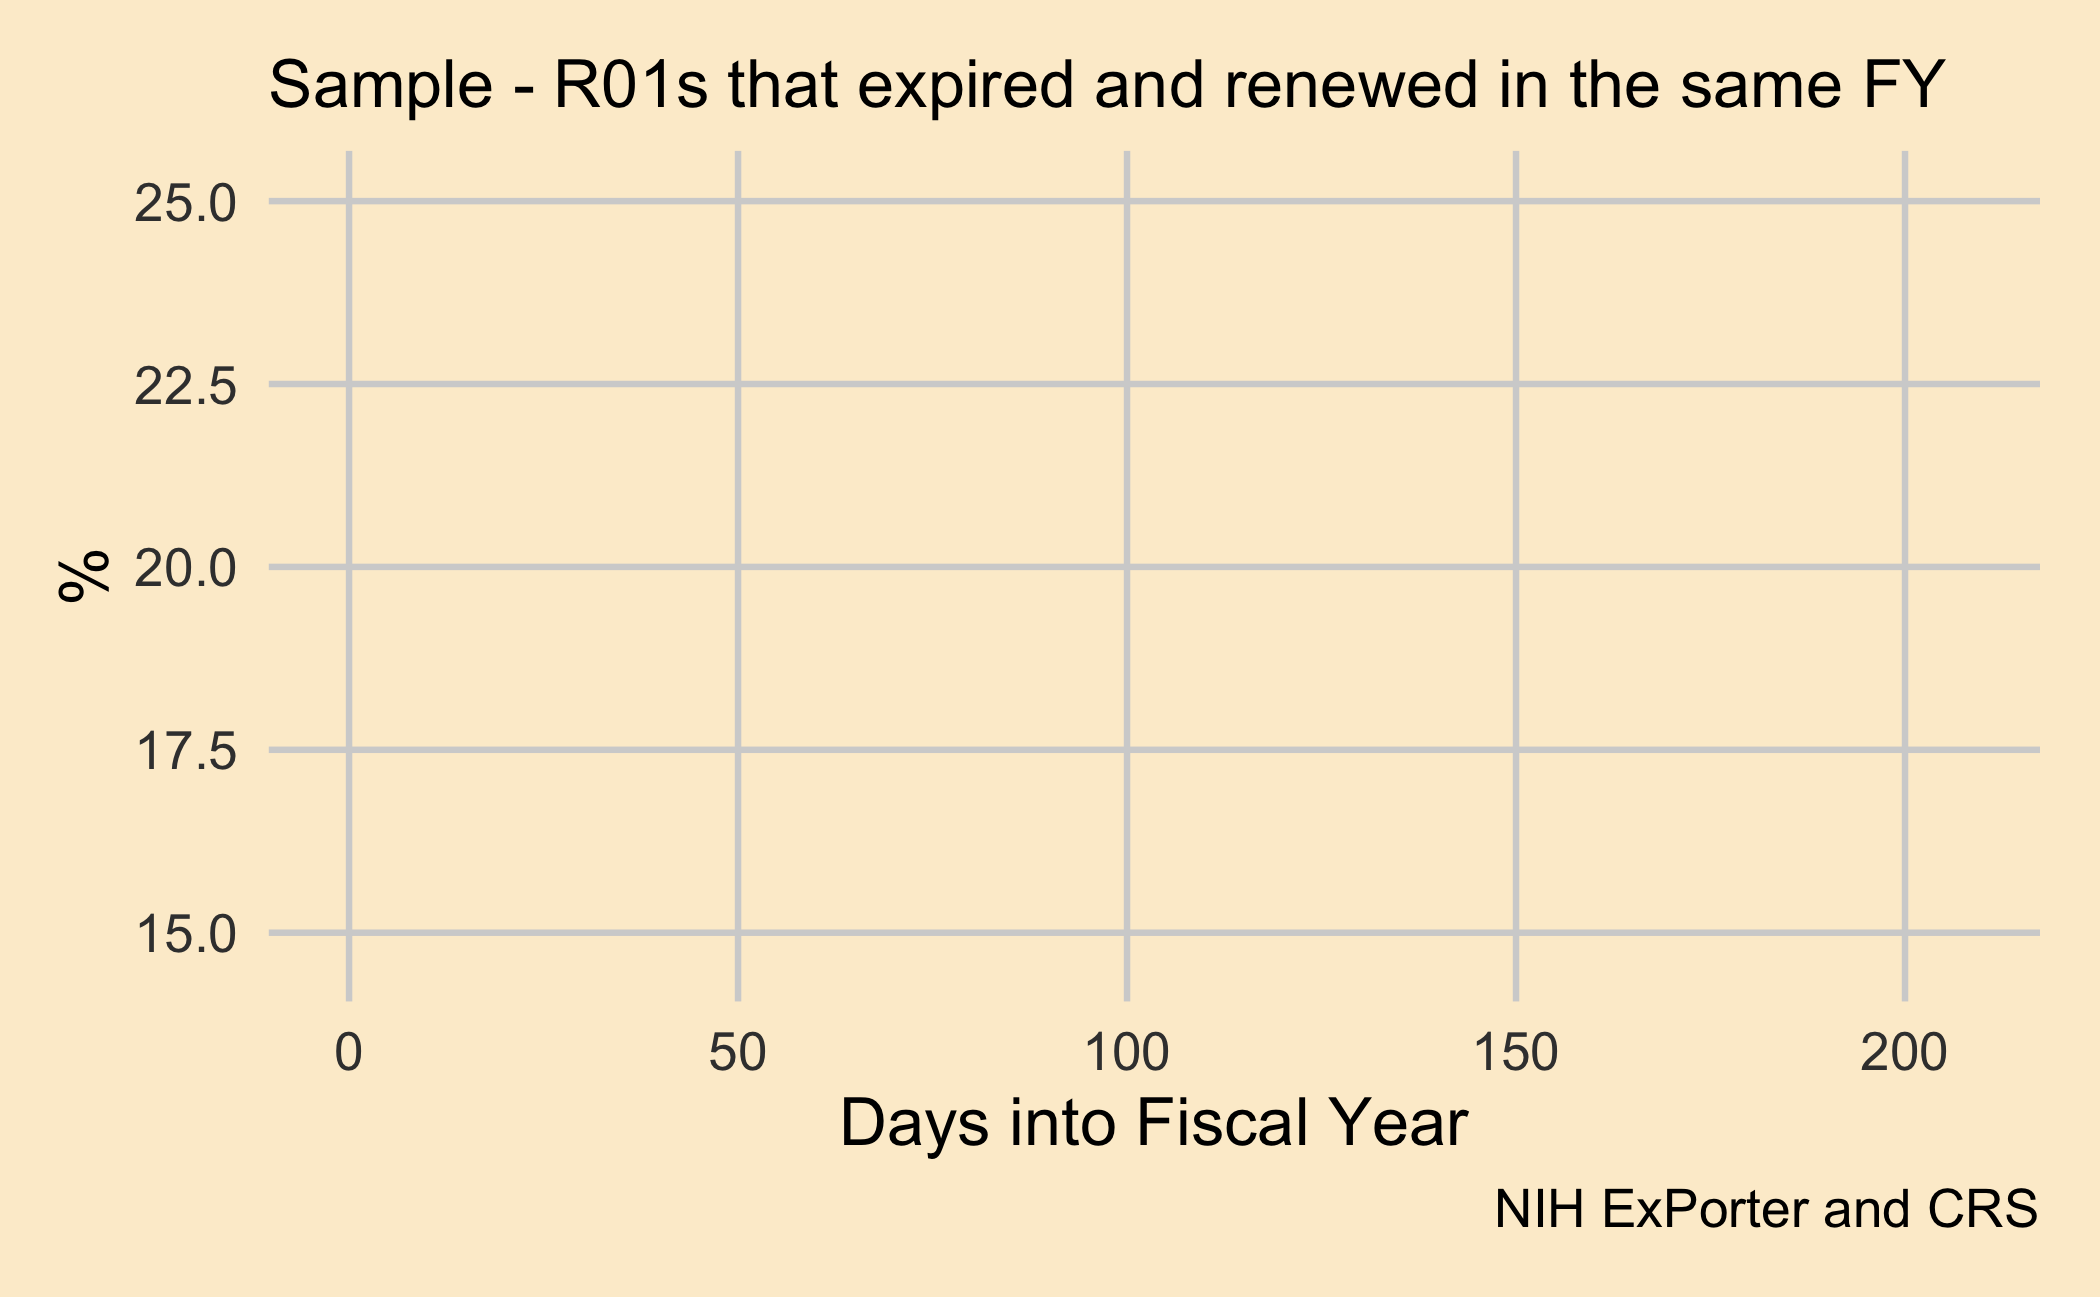 Sample - R01s that expired and renewed in the same FY
25.0
22.5
20.0
17.5
15.0
%
0 50 100 150 200
Days into Fiscal Year
NIH ExPorter and CRS